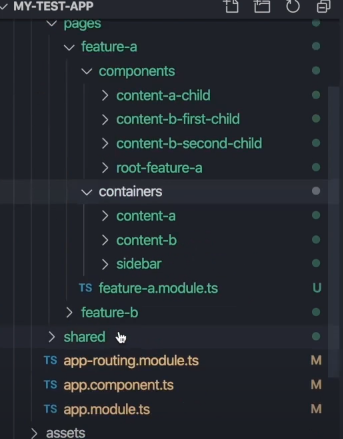 MY-TEST-APP
pages
feature-a
components
content-a-child
content-b-first-child
content-b-second-child
root-feature-a
containers
content-a
content-b
sidebar
TS feature-a.module.ts U
feature-b
shared
TS app-routing.module.ts M
TS app.component.ts M
TS app.module.ts M
assets